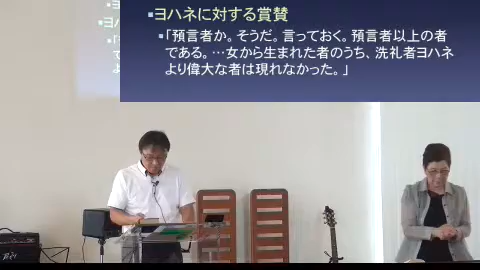 ▪ヨハネに対する賞賛
▪「預言者か。そうだ。言っておく。預言者以上の者
である。…女から生まれた者のうち、洗礼者ヨハネ
より偉大な者は現れなかった。」